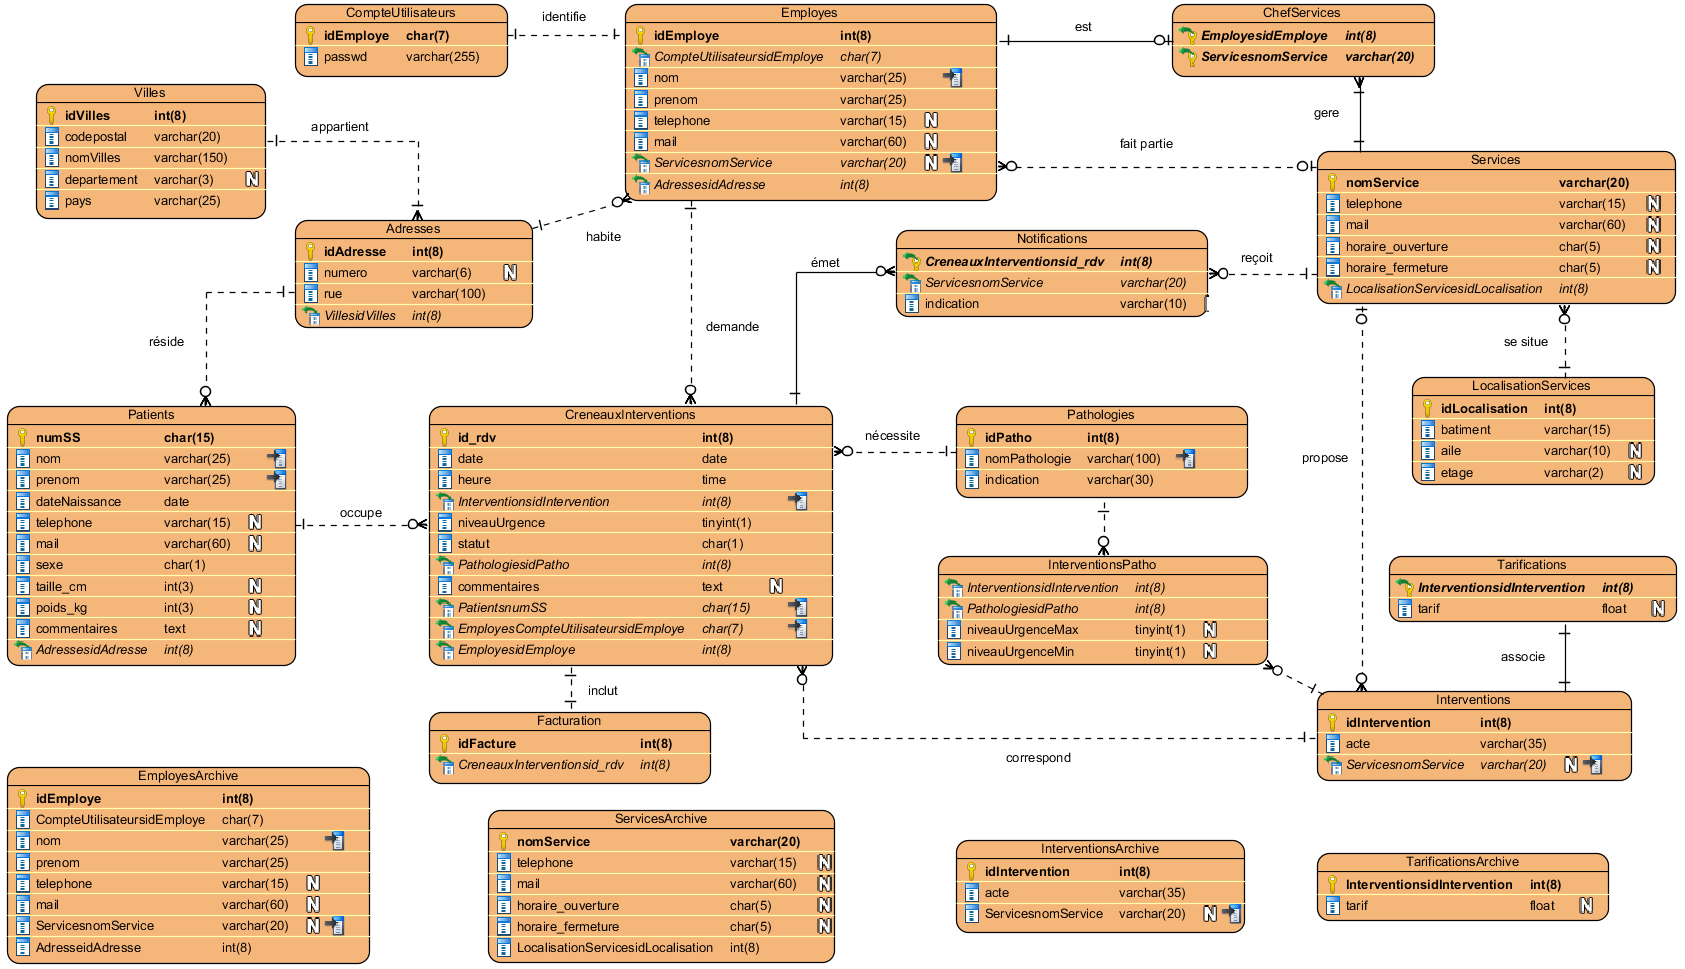 CompteUtilisateurs
idEmploye char(7)
passwd varchar(255)
identifie
Employes
idEmploye int(8)
CompteUtilisateursidEmploye char(7)
nom varchar(25)
prenom varchar(25)
telephone varchar(15) N
mail varchar(60) N
ServicesnomService varchar(20) N
AdressesidAdresse int(8)
est
ChefServices
EmployesidEmploye int(8)
ServicesnomService varchar(20)
gere
Villes
idVilles int(8)
codepostal varchar(20)
nomVilles varchar(150)
departement varchar(3) N
pays varchar(25)
appartient
fait partie
Services
nomService varchar(20)
telephone varchar(15) N
mail varchar(60) N
horaire_ouverture char(5) N
horaire_fermeture char(5) N
LocalisationServicesidLocalisation int(8)
Adresses
idAdresse int(8)
numero varchar(6) N
rue varchar(100)
VillesidVilles int(8)
habite
émet
Notifications
CreneauxInterventionsid_rdv int(8)
ServicesnomService varchar(20)
indication varchar(10)
reçoit
réside
demande
propose
se situe
LocalisationServices
idLocalisation int(8)
batiment varchar(15)
aile varchar(10) N
etage varchar(2) N
Patients
numSS char(15)
nom varchar(25)
prenom varchar(25)
dateNaissance date
telephone varchar(15) N
mail varchar(60) N
sexe char(1)
taille_cm int(3) N
poids_kg int(3) N
commentaires text N
AdressesidAdresse int(8)
occupe
CreneauxInterventions
id_rdv int(8)
date date
heure time
InterventionsidIntervention int(8)
niveauUrgence tinyint(1)
statut char(1)
PathologiesidPatho int(8)
commentaires text N
PatientsnumSS char(15)
EmployesCompteUtilisateursidEmploye char(7)
EmployesidEmploye int(8)
nécessite
Pathologies
idPatho int(8)
nomPathologie varchar(100)
indication varchar(30)
InterventionsPatho
InterventionsidIntervention int(8)
PathologiesidPatho int(8)
niveauUrgenceMax tinyint(1) N
niveauUrgenceMin tinyint(1) N
Tarifications
InterventionsidIntervention int(8)
tarif float N
associe
inclut
Facturation
idFacture int(8)
CreneauxInterventionsid_rdv int(8)
correspond
Interventions
idIntervention int(8)
acte varchar(35)
ServicesnomService varchar(20) N
EmployesArchive
idEmploye int(8)
CompteUtilisateursidEmploye char(7)
nom varchar(25)
prenom varchar(25)
telephone varchar(15) N
mail varchar(60) N
ServicesnomService varchar(20) N
AdresseidAdresse int(8)
ServicesArchive
nomService varchar(20)
telephone varchar(15) N
mail varchar(60) N
horaire_ouverture char(5) N
horaire_fermeture char(5) N
LocalisationServicesidLocalisation int(8)
InterventionsArchive
idIntervention int(8)
acte varchar(35)
ServicesnomService varchar(20) N
TarificationsArchive
InterventionsidIntervention int(8)
tarif float N